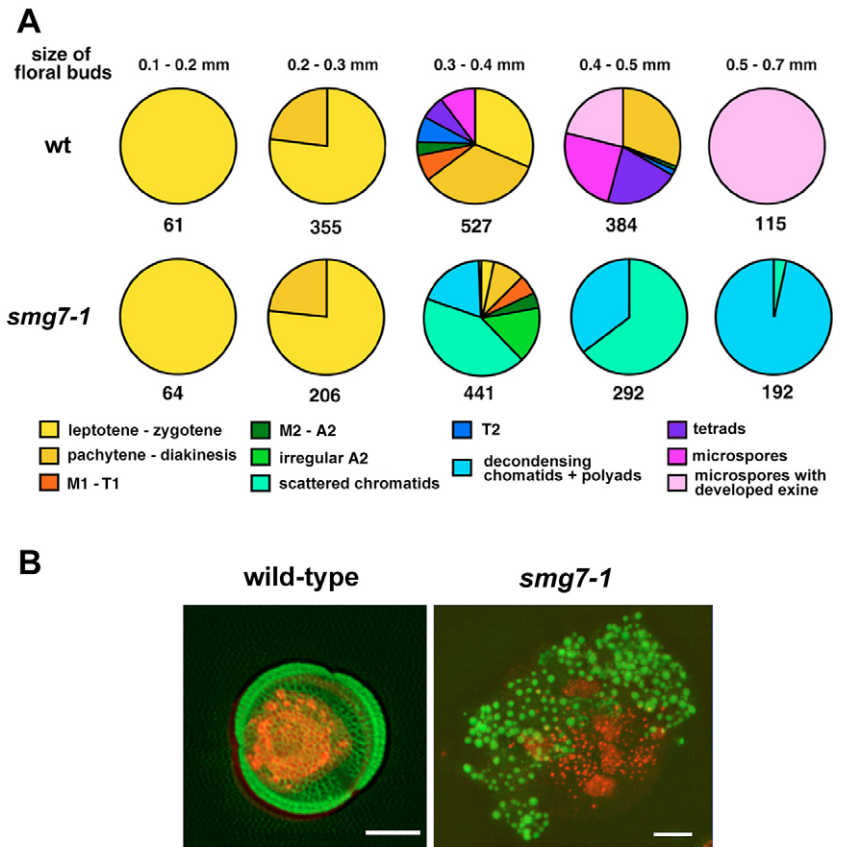 A
size of
floral buds
0.1 - 0.2 mm
0.2 - 0.3 mm
0.3 - 0.4 mm
0.4 - 0.5 mm
0.5 - 0.7 mm
wt
61
355
527
384
115
smg7-1
64
206
441
292
192
leptotene - zygotene
pachytene - diakinesis
M1 - T1
M2 - A2
irregular A2
scattered chromatids
T2
decondensing
chomatids + polyads
tetrads
microspores
microspores with
developed exine
B
wild-type
smg7-1